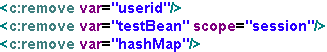 <c:remove var="userid"/>
<c:remove var="testBean" scope="session"/>
<c:remove var="hashMap"/>